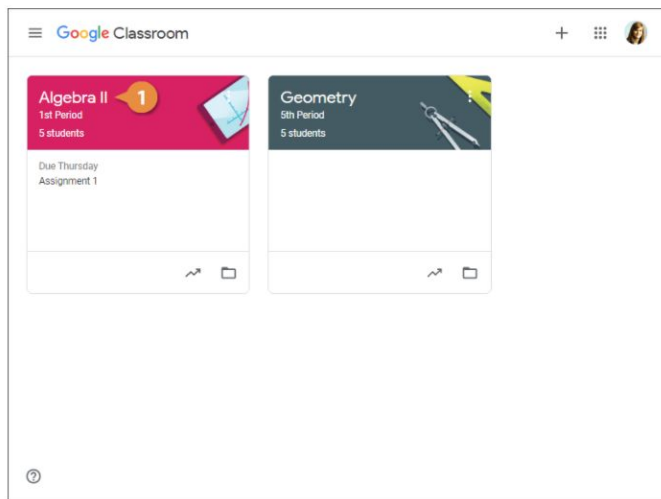 Google Classroom
Algebra II
1
1st Period
5 students
Due Thursday
Assignment 1
Geometry
5th Period
5 students